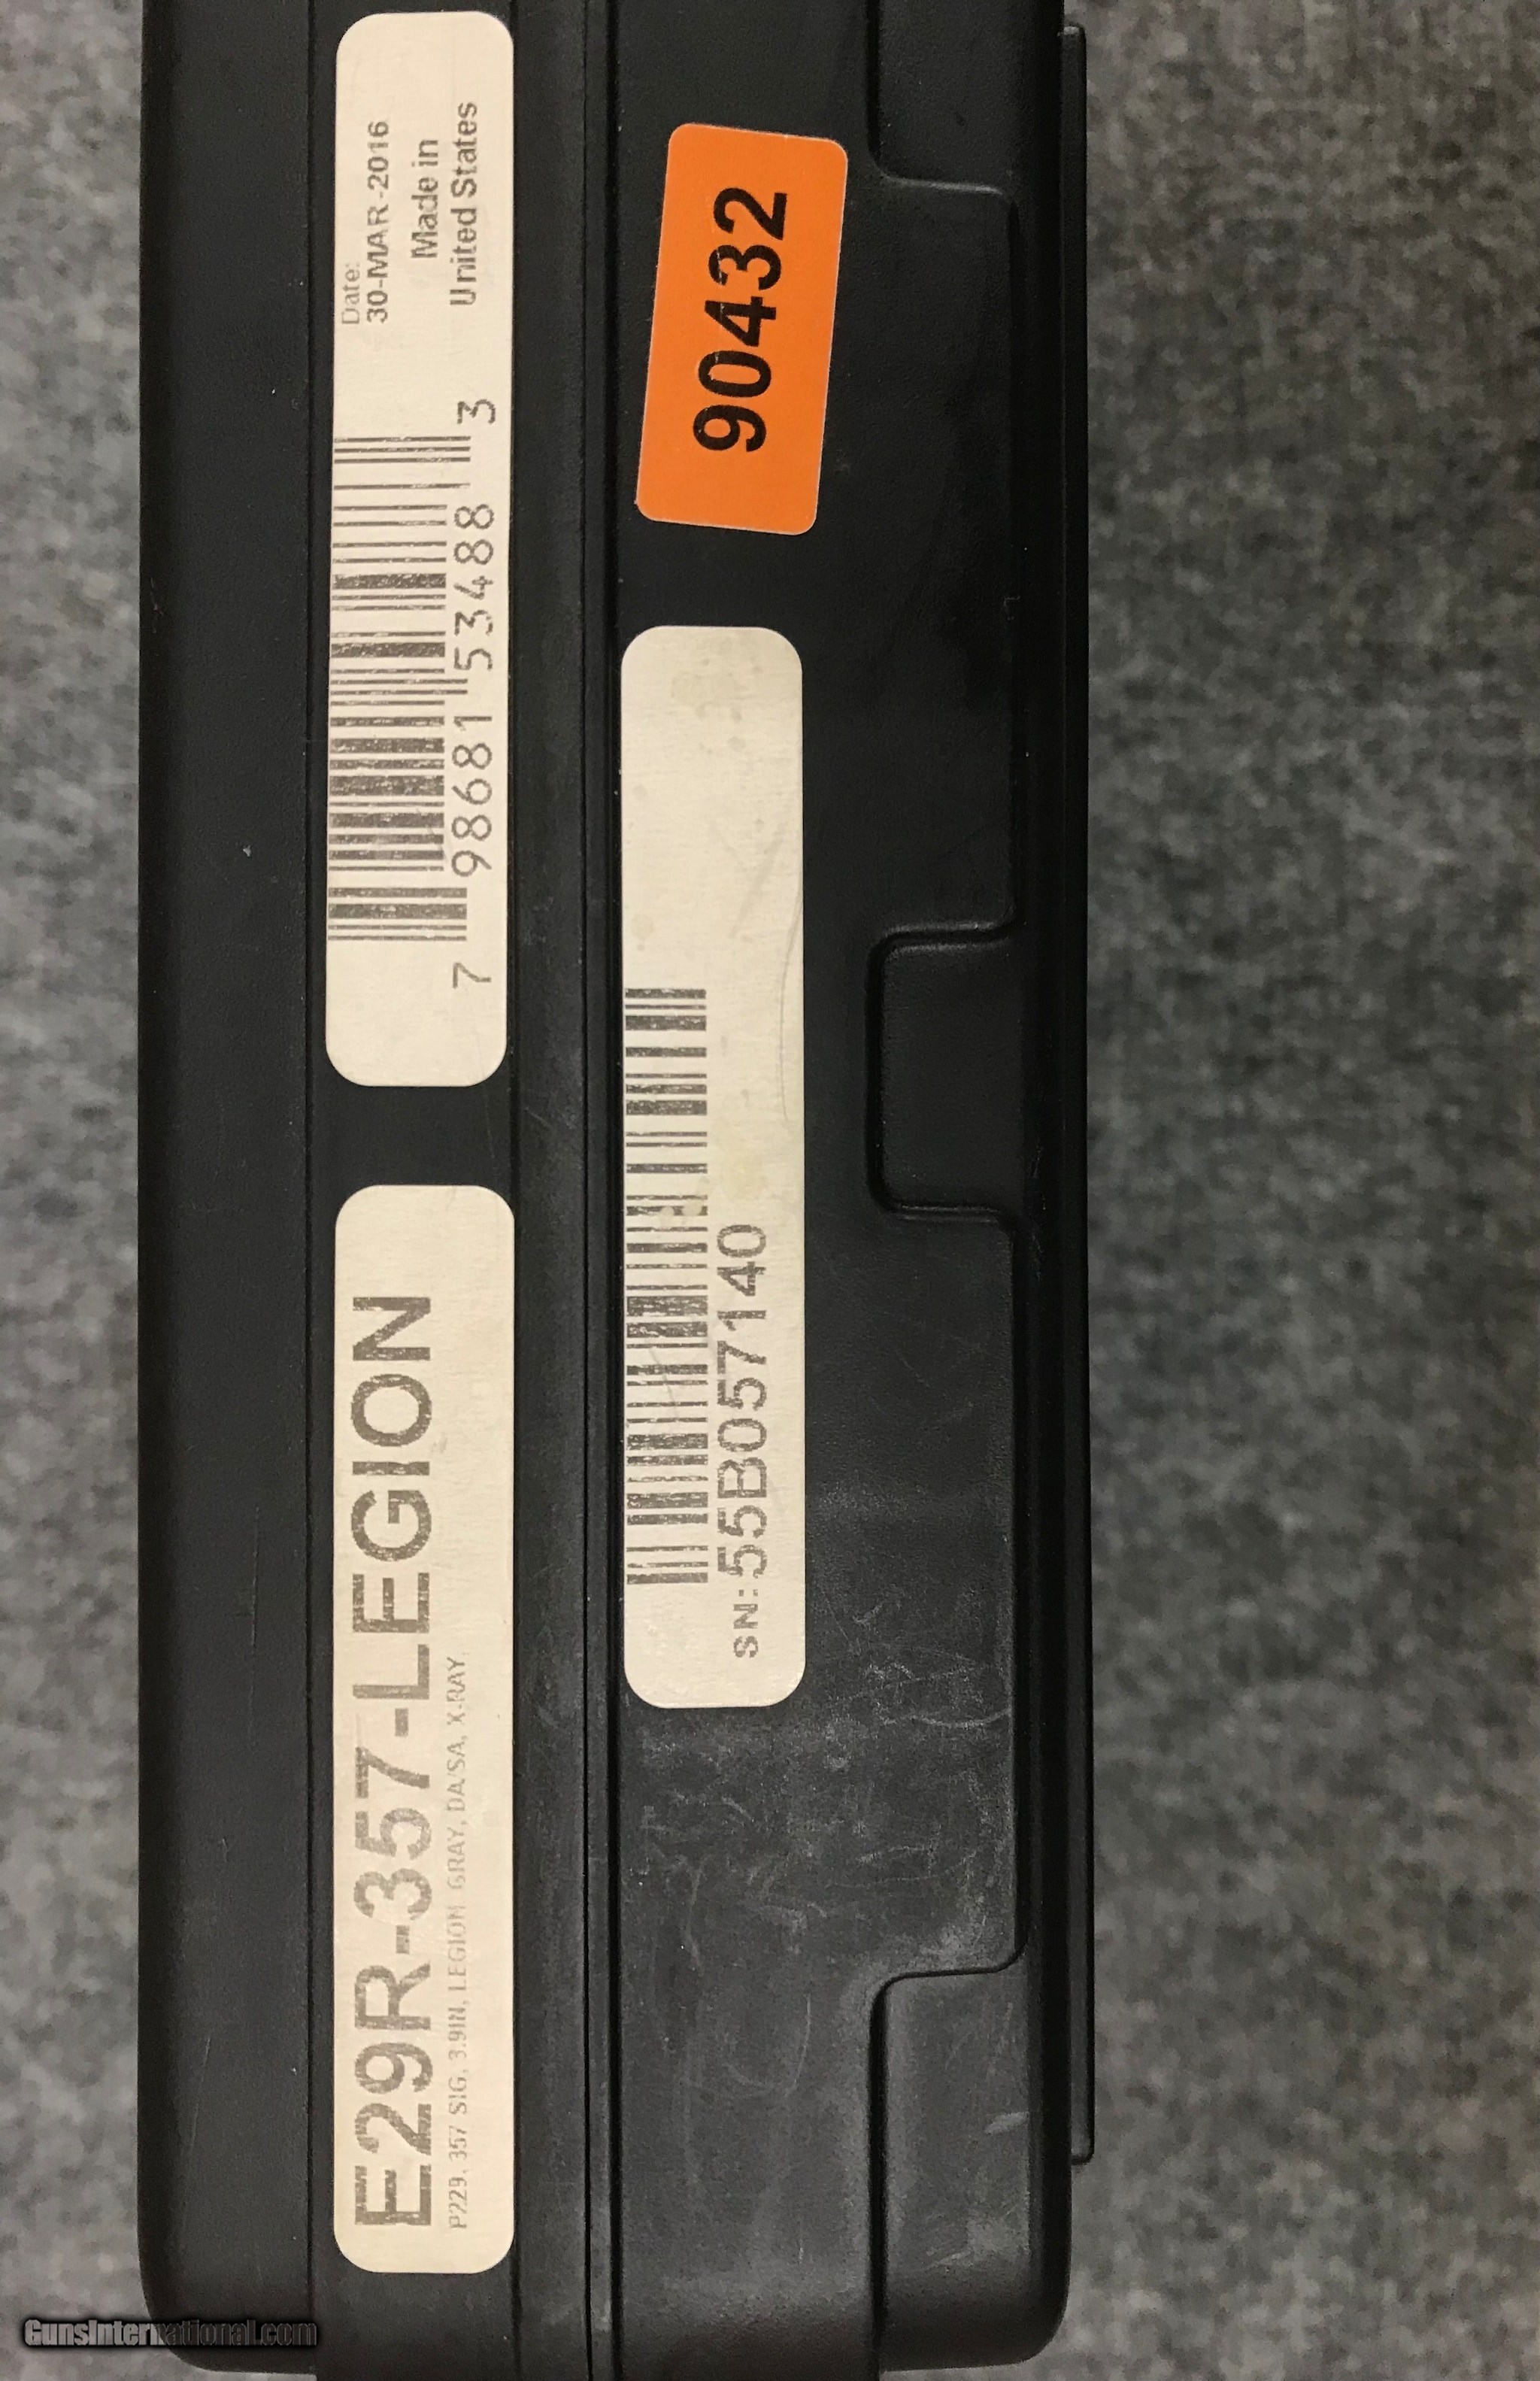 E29R-357-LEGION
P229, 357 SIG, 3.9IN, LEGION GRAY, DA/SA, X-RAY
7 98681 53488 3
Date:
30-MAR-2016
Made in
United States
SN: 55B057140
90432
GunsInternational.com